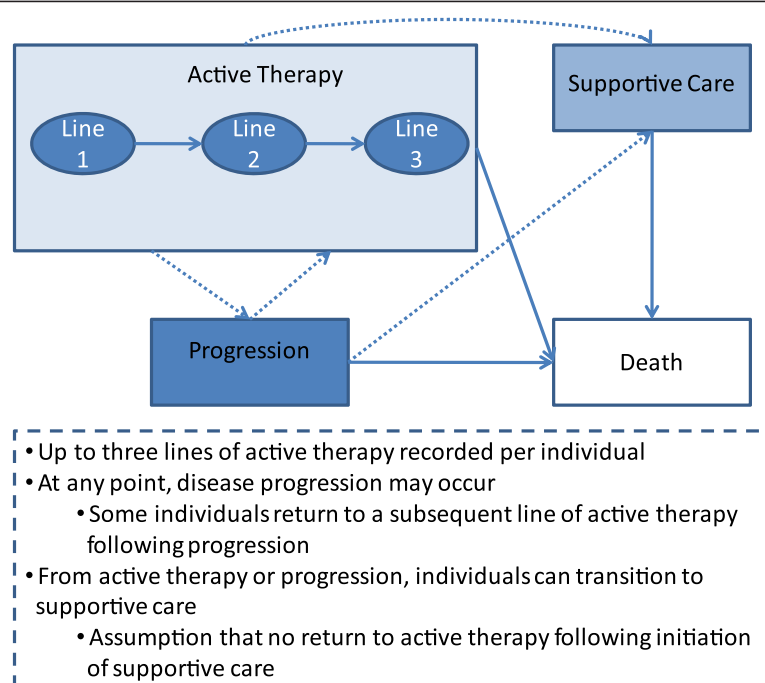 Active Therapy
Supportive Care
Line
1
Line
2
Line
3
Progression
Death
• Up to three lines of active therapy recorded per individual
• At any point, disease progression may occur
• Some individuals return to a subsequent line of active therapy
following progression
• From active therapy or progression, individuals can transition to
supportive care
• Assumption that no return to active therapy following initiation
of supportive care